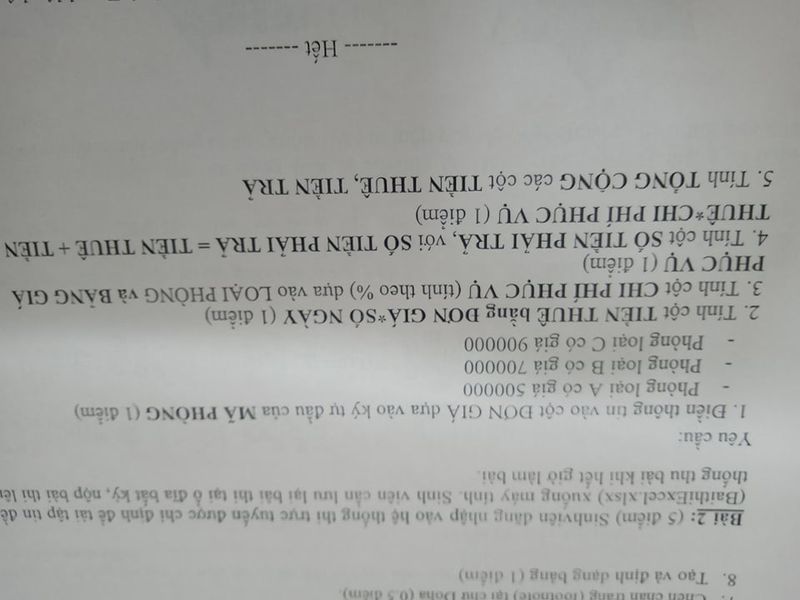 7. Chèn chân trang (footnote) tại chữ Doha (0.5 điểm).
8. Tạo và định dạng bảng (1 điểm)
Bài 2: (5 điểm) Sinhviên đăng nhập vào hệ thống thi trực tuyến được chỉ định để tải tập tin đề
(BaithiExcel.xlsx) xuống máy tính. Sinh viên cần lưu lại bài thi tại ổ đĩa bất kỳ, nộp bài thi lên
thống thu bài khi hết giờ làm bài.
Yêu cầu:
1. Điền thông tin vào cột ĐƠN GIÁ dựa vào ký tự đầu của MÃ PHÒNG (1 điểm)
- Phòng loại A có giá 500000
- Phòng loại B có giá 700000
- Phòng loại C có giá 900000
2. Tính cột TIỀN THUÊ bằng ĐƠN GIÁ*SỐ NGÀY (1 điểm)
3. Tính cột CHI PHÍ PHỤC VỤ (tính theo %) dựa vào LOẠI PHÒNG và BẢNG GIÁ
PHỤC VỤ (1 điểm)
4. Tính cột SỐ TIỀN PHẢI TRẢ, với SỐ TIỀN PHẢI TRẢ = TIỀN THUÊ + TIỀN
THUÊ*CHI PHÍ PHỤC VỤ (1 điểm)
5. Tính TỔNG CỘNG các cột TIỀN THUÊ, TIỀN TRẢ
------- Hết -------